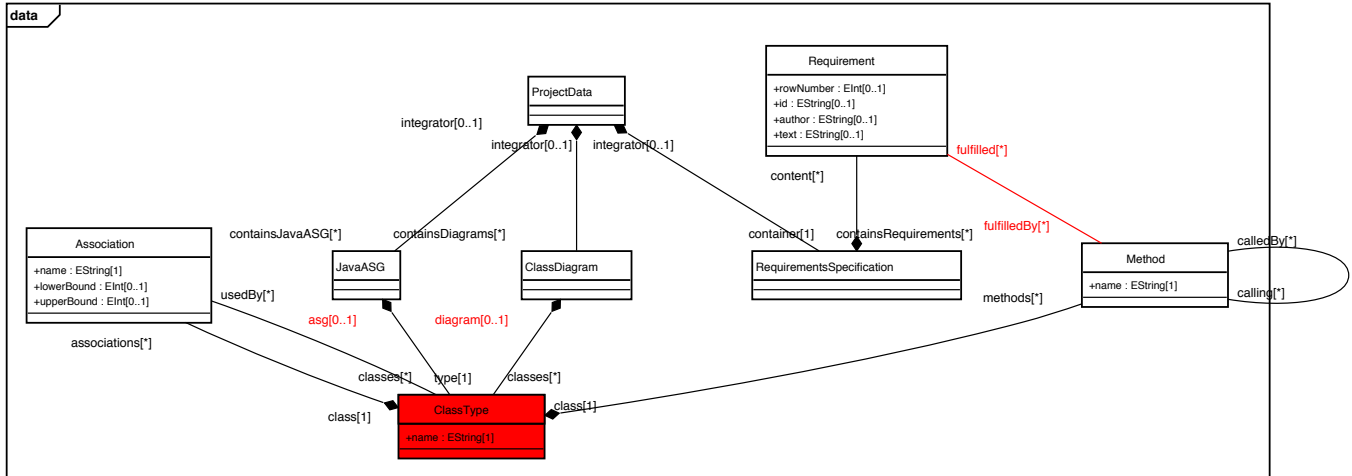 data
Requirement
+rowNumber : EInt[0..1]
+id : EString[0..1]
+author : EString[0..1]
+text : EString[0..1]
ProjectData
integrator[0..1]
integrator[0..1]
integrator[0..1]
fulfilled[*]
content[*]
containsJavaASG[*]
containsDiagrams[*]
container[1]
containsRequirements[*]
fulfilledBy[*]
Association
+name : EString[1]
+lowerBound : EInt[0..1]
+upperBound : EInt[0..1]
JavaASG
ClassDiagram
RequirementsSpecification
Method
+name : EString[1]
calledBy[*]
calling[*]
usedBy[*]
methods[*]
asg[0..1]
diagram[0..1]
associations[*]
classes[*]
type[1]
classes[*]
class[1]
class[1]
ClassType
+name : EString[1]